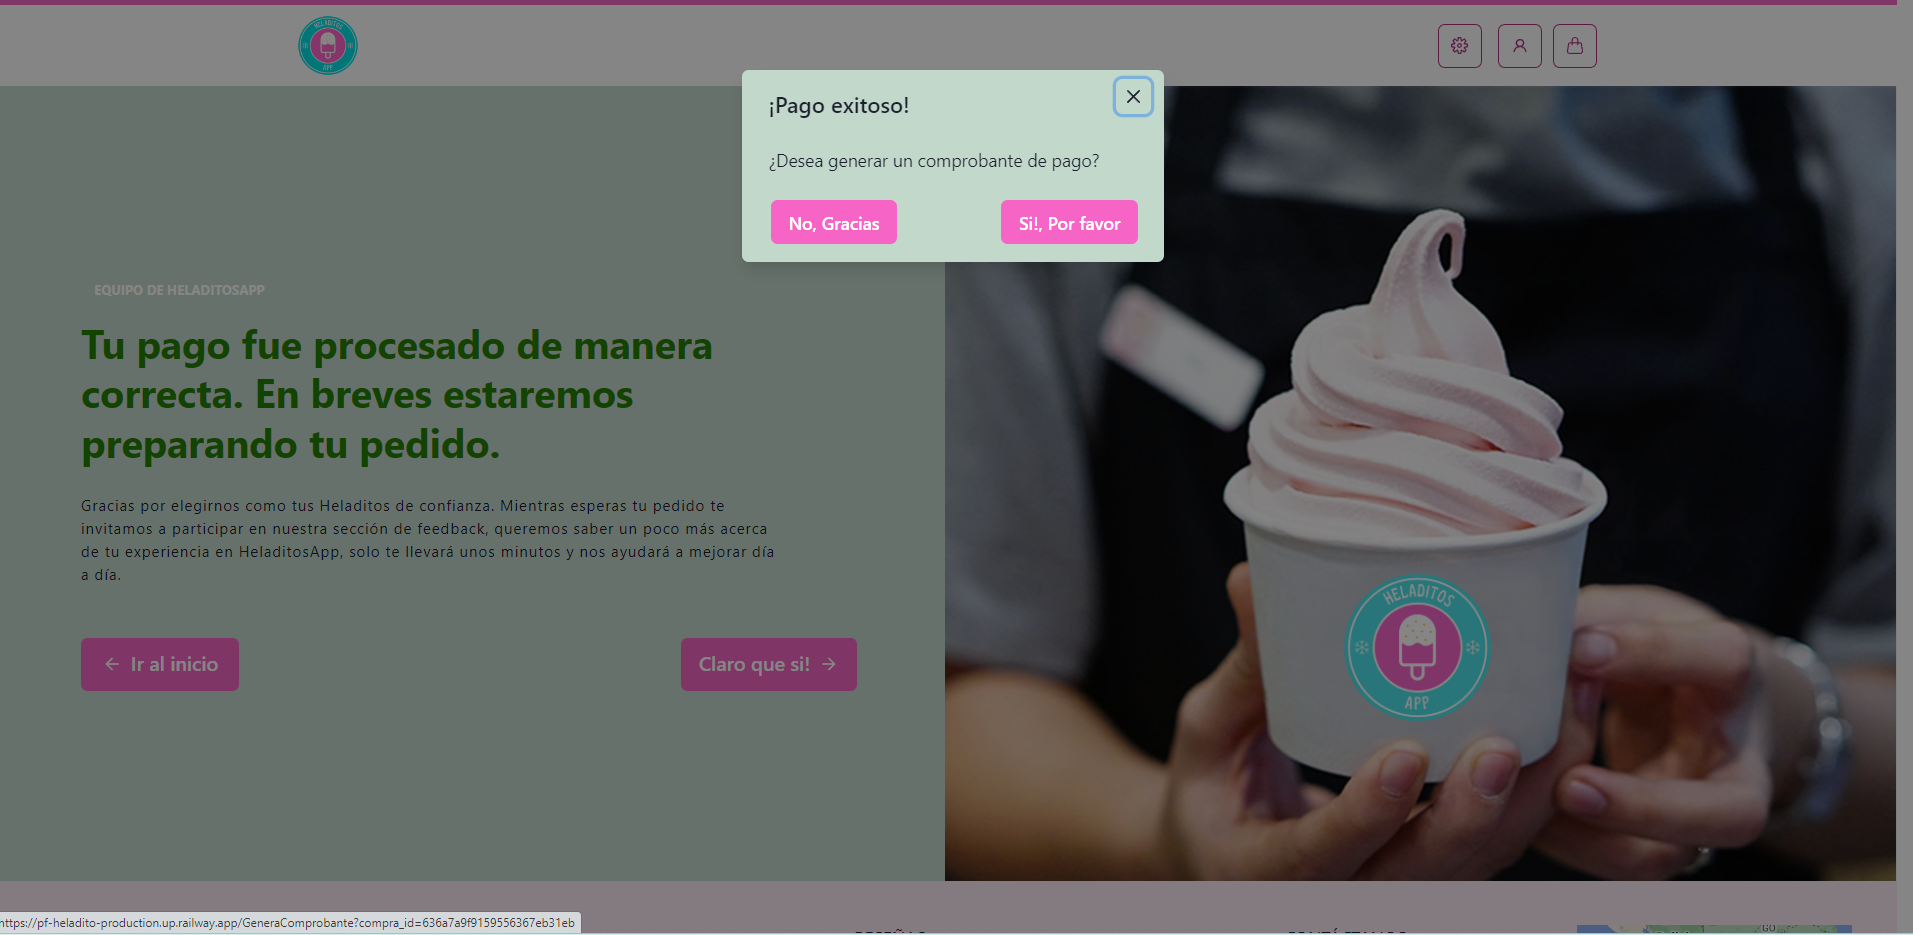 HELADITOS
APP
¡Pago exitoso!
¿Desea generar un comprobante de pago?
No, Gracias
Si!, Por favor
EQUIPO DE HELADITOSAPP
Tu pago fue procesado de manera
correcta. En breves estaremos
preparando tu pedido.
Gracias por elegirnos como tus Heladitos de confianza. Mientras esperas tu pedido te
invitamos a participar en nuestra sección de feedback, queremos saber un poco más acerca
de tu experiencia en HeladitosApp, solo te llevará unos minutos y nos ayudará a mejorar día
a día.
Ir al inicio
Claro que si!
HELADITOS
APP
https://pf-heladito-production.up.railway.app/GeneraComprobante?compra_id=636a7a9f9159556367eb31eb